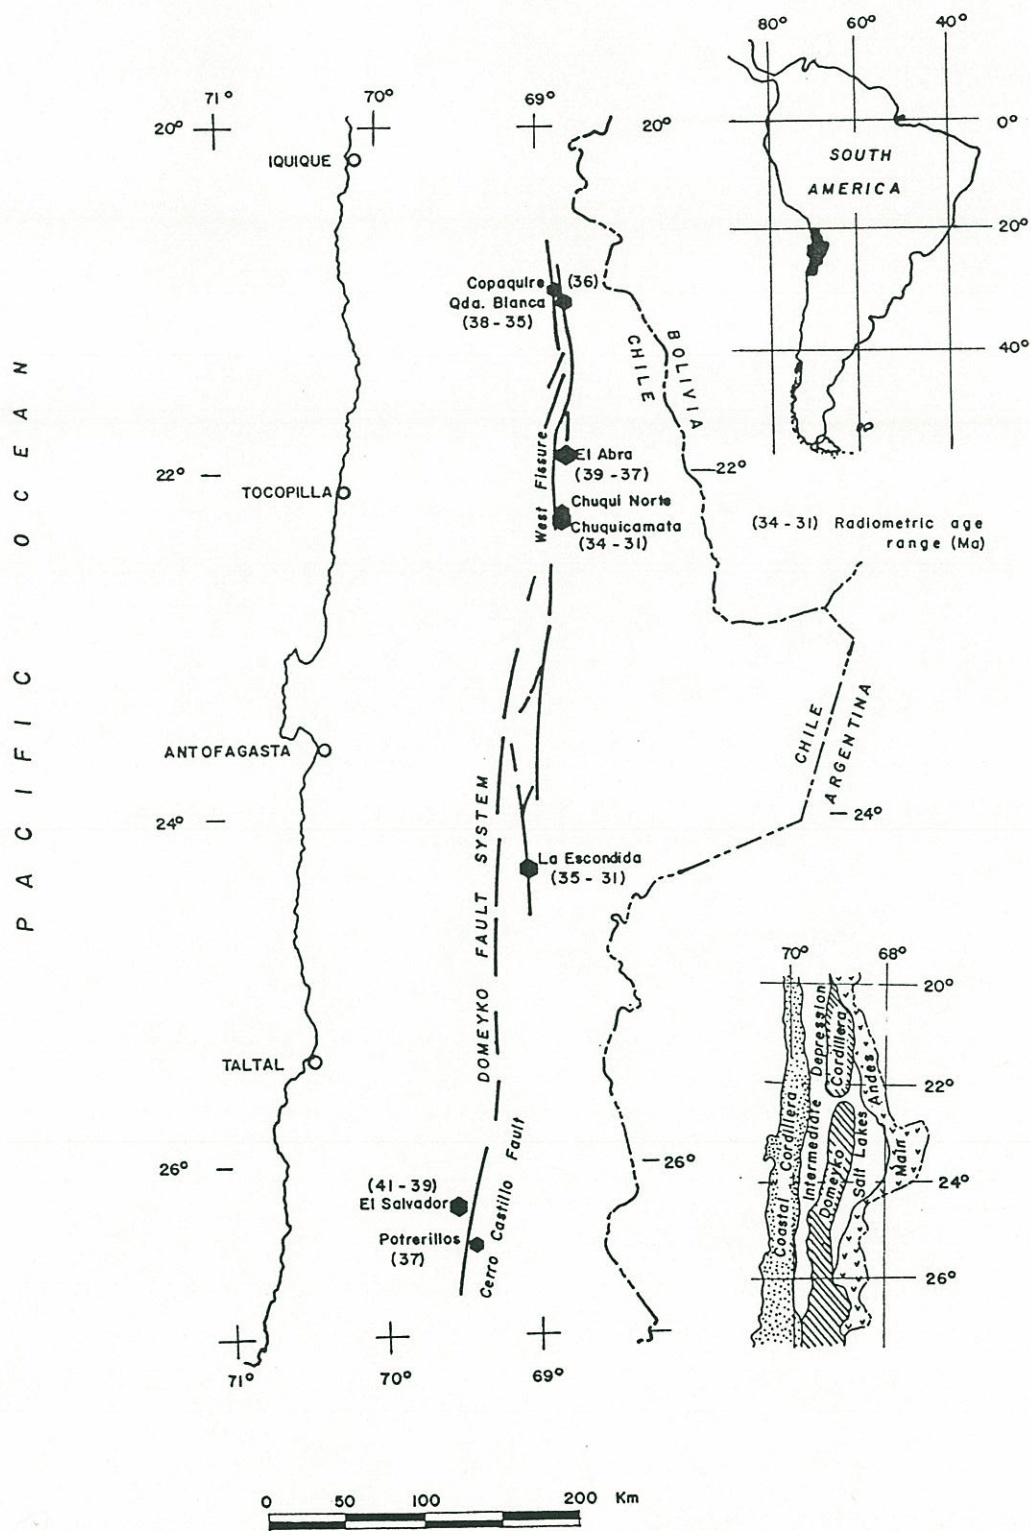 80° 60° 40°
71° 70° 69°
20° 20°
0°
IQUIQUE
SOUTH
AMERICA
20°
Copaquire (36)
Qda. Blanca
(38-35)
CHILE
BOLIVIA
40°
PACIFIC OCEAN
West Fissure
El Abra
(39-37)
22° 22°
TOCOPILLA
Chuqui Norte
Chuquicamata
(34-31)
(34-31) Radiometric age
range (Ma)
ANTOFAGASTA
CHILE
ARGENTINA
24° 24°
DOMEYKO FAULT SYSTEM
La Escondida
(35-31)
70° 68°
20°
22°
24°
26°
Coastal Cordillera
Intermediate Depression
Domeyko Cordillera
Salt Lakes
Main Andes
TALTAL
26° 26°
(41-39)
El Salvador
Potrerillos
(37)
Cerro Castillo Fault
71° 70° 69°
0 50 100 200 Km